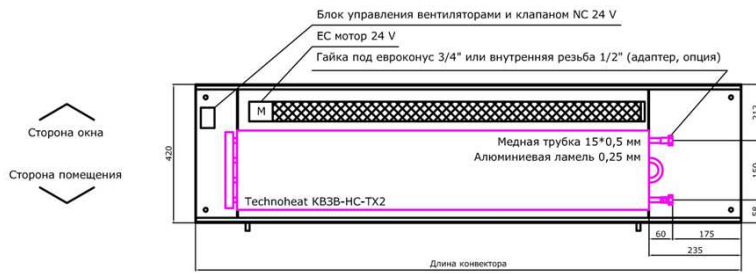 Блок управления вентиляторами и клапаном NC 24 V
ЕС мотор 24 V
Гайка под евроконус 3/4" или внутренняя резьба 1/2" (адаптер, опция)
M
212
Сторона окна
Медная трубка 15*0,5 мм
Алюминиевая ламель 0,25 мм
420
150
Сторона помещения
Technoheat КВЗВ-НС-ТХ2
58
60
175
235
Длина конвектора